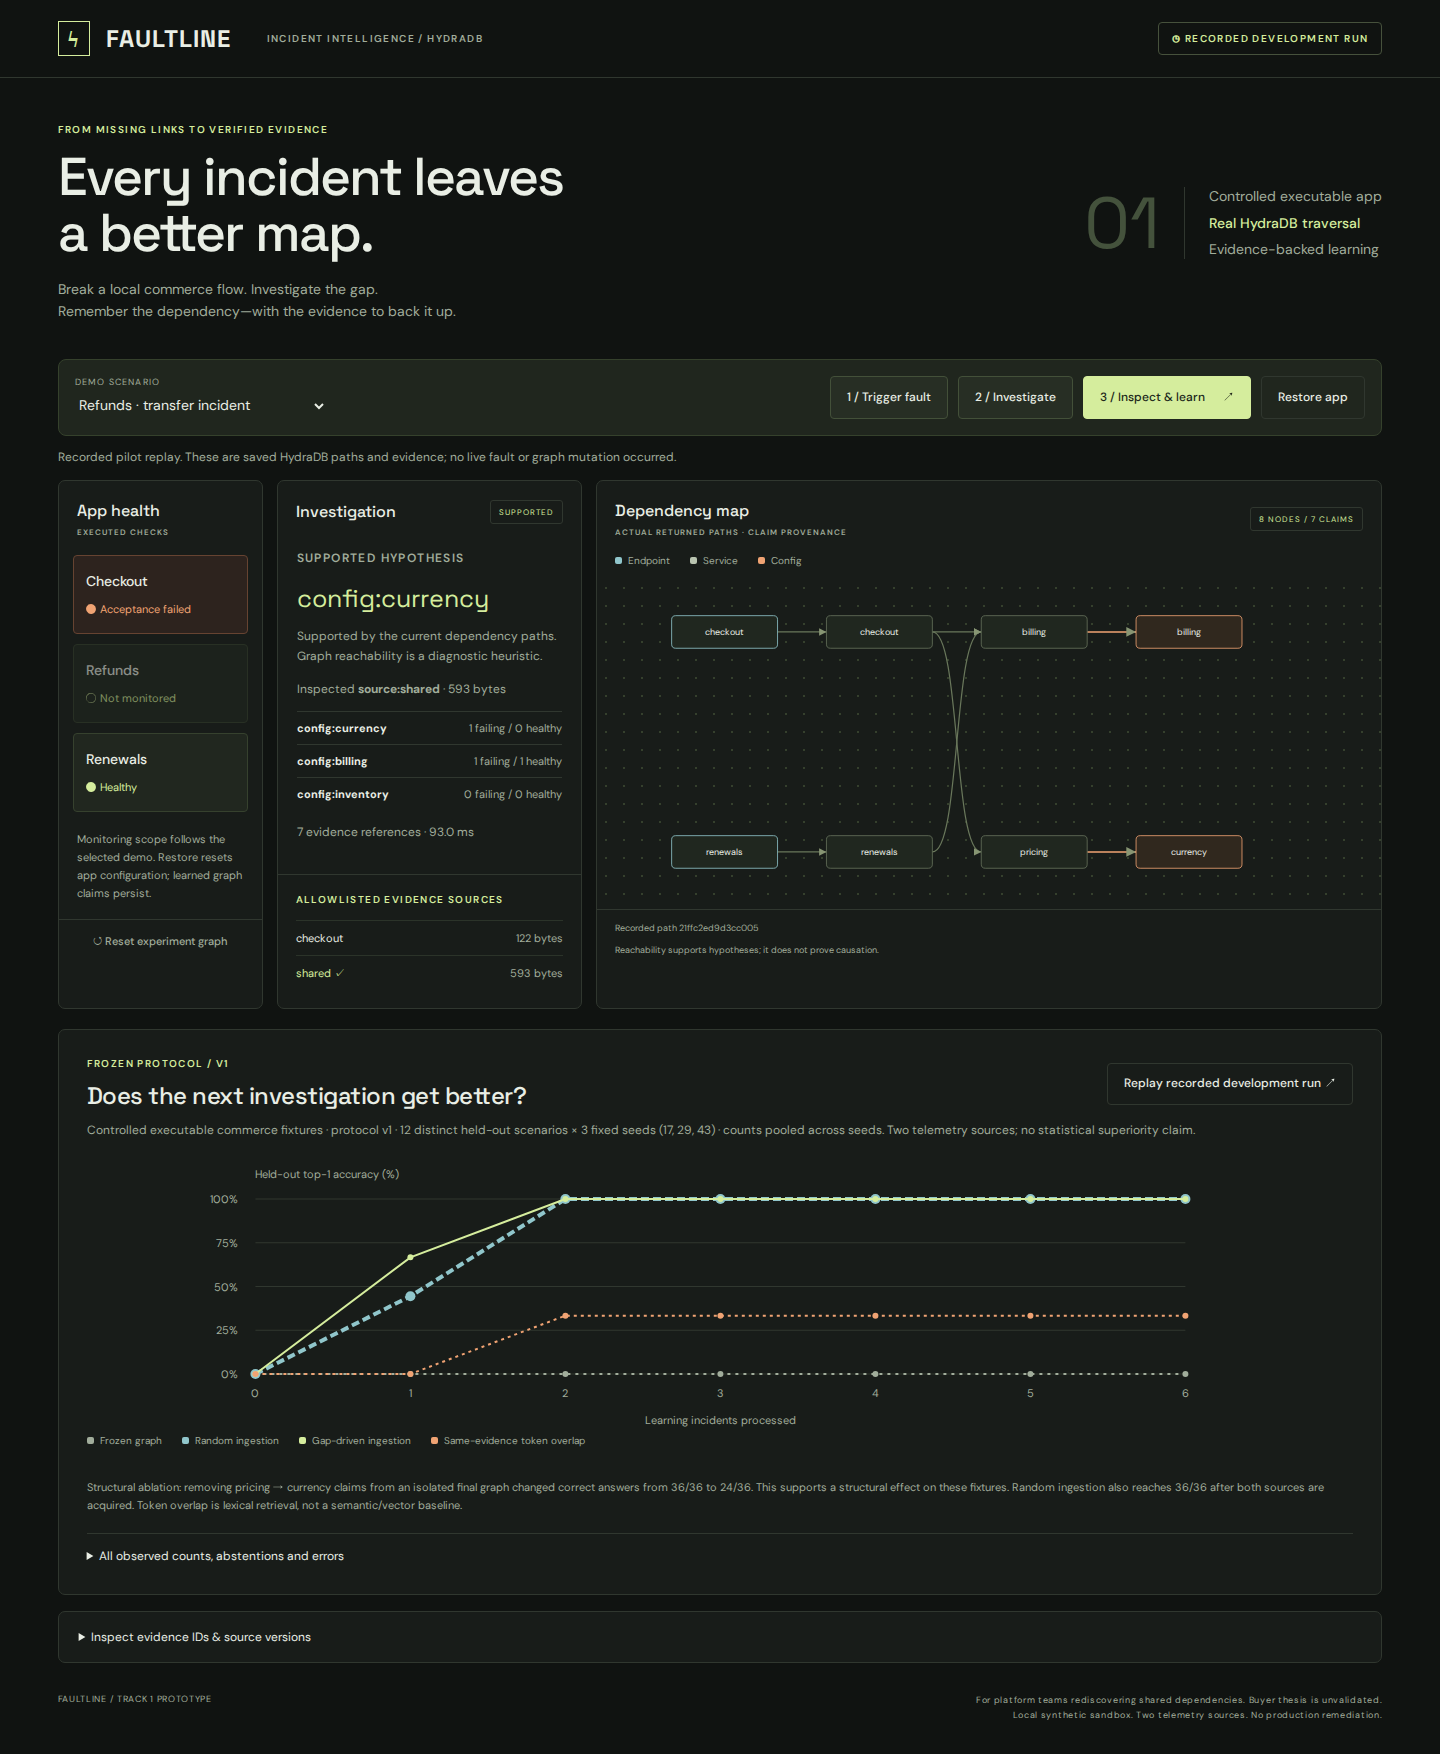 FAULTLINE
INCIDENT INTELLIGENCE / HYDRADB
RECORDED DEVELOPMENT RUN
FROM MISSING LINKS TO VERIFIED EVIDENCE
Every incident leaves
a better map.
Break a local commerce flow. Investigate the gap.
Remember the dependency—with the evidence to back it up.
01
Controlled executable app
Real HydraDB traversal
Evidence-backed learning
DEMO SCENARIO
Refunds · transfer incident
1 / Trigger fault
2 / Investigate
3 / Inspect & learn ↗
Restore app
Recorded pilot replay. These are saved HydraDB paths and evidence; no live fault or graph mutation occurred.
App health
EXECUTED CHECKS
Checkout
Acceptance failed
Refunds
Not monitored
Renewals
Healthy
Monitoring scope follows the
selected demo. Restore resets
app configuration; learned graph
claims persist.
↺ Reset experiment graph
Investigation
SUPPORTED
SUPPORTED HYPOTHESIS
config:currency
Supported by the current dependency paths.
Graph reachability is a diagnostic heuristic.
Inspected source:shared · 593 bytes
config:currency 1 failing / 0 healthy
config:billing 1 failing / 1 healthy
config:inventory 0 failing / 0 healthy
7 evidence references · 93.0 ms
ALLOWLISTED EVIDENCE SOURCES
checkout 122 bytes
shared ✓ 593 bytes
Dependency map
ACTUAL RETURNED PATHS · CLAIM PROVENANCE
8 NODES / 7 CLAIMS
Endpoint Service Config
checkout checkout billing billing
renewals renewals pricing currency
Recorded path 21ffc2ed9d3cc005
Reachability supports hypotheses; it does not prove causation.
FROZEN PROTOCOL / V1
Does the next investigation get better?
Replay recorded development run ↗
Controlled executable commerce fixtures · protocol v1 · 12 distinct held-out scenarios × 3 fixed seeds (17, 29, 43) · counts pooled across seeds. Two telemetry sources; no statistical superiority claim.
Held-out top-1 accuracy (%)
100%
75%
50%
25%
0%
0 1 2 3 4 5 6
Learning incidents processed
Frozen graph Random ingestion Gap-driven ingestion Same-evidence token overlap
Structural ablation: removing pricing → currency claims from an isolated final graph changed correct answers from 36/36 to 24/36. This supports a structural effect on these fixtures. Random ingestion also reaches 36/36 after both sources are
acquired. Token overlap is lexical retrieval, not a semantic/vector baseline.
▶ All observed counts, abstentions and errors
▶ Inspect evidence IDs & source versions
FAULTLINE / TRACK 1 PROTOTYPE
For platform teams rediscovering shared dependencies. Buyer thesis is unvalidated.
Local synthetic sandbox. Two telemetry sources. No production remediation.